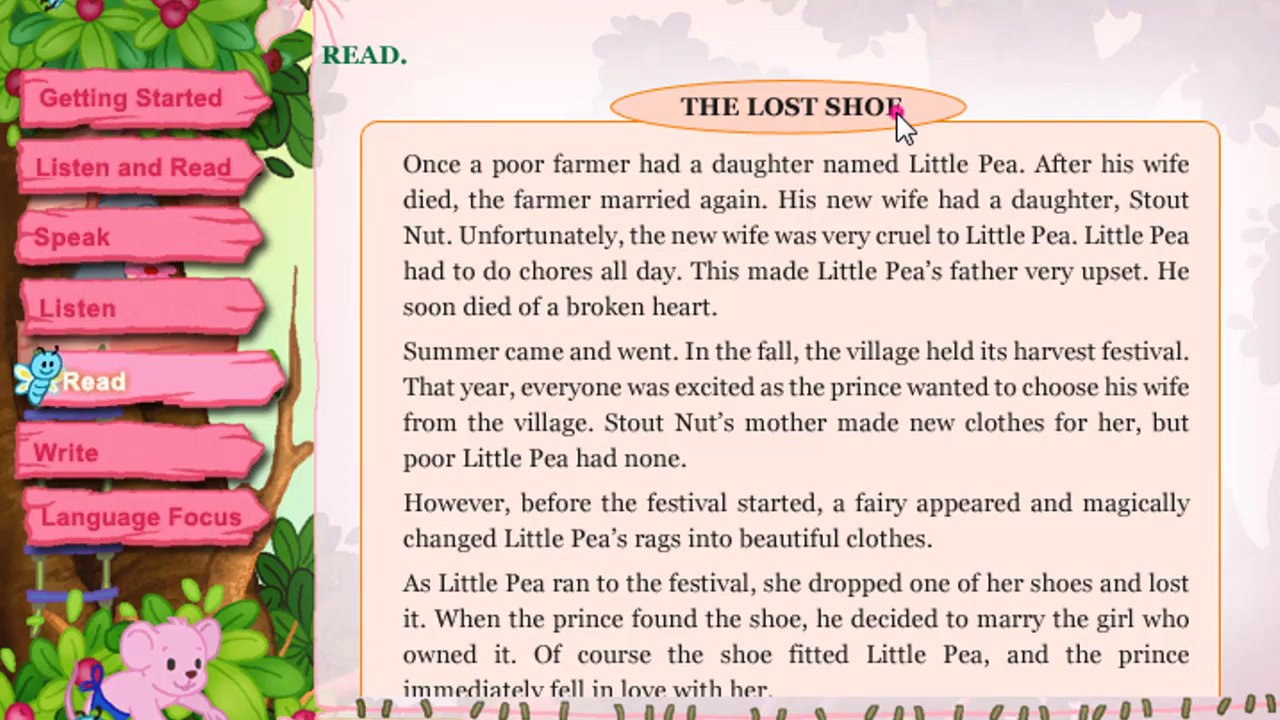 READ.
Getting Started
Listen and Read
Speak
Listen
Read
Write
Language Focus
THE LOST SHOE
Once a poor farmer had a daughter named Little Pea. After his wife
died, the farmer married again. His new wife had a daughter, Stout
Nut. Unfortunately, the new wife was very cruel to Little Pea. Little Pea
had to do chores all day. This made Little Pea’s father very upset. He
soon died of a broken heart.
Summer came and went. In the fall, the village held its harvest festival.
That year, everyone was excited as the prince wanted to choose his wife
from the village. Stout Nut’s mother made new clothes for her, but
poor Little Pea had none.
However, before the festival started, a fairy appeared and magically
changed Little Pea’s rags into beautiful clothes.
As Little Pea ran to the festival, she dropped one of her shoes and lost
it. When the prince found the shoe, he decided to marry the girl who
owned it. Of course the shoe fitted Little Pea, and the prince
immediately fell in love with her.